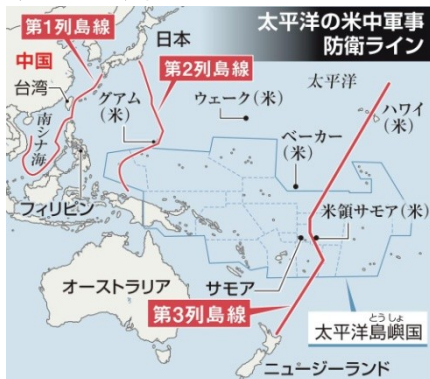 太平洋の米中軍事
防衛ライン
第1列島線
日本
中国
第2列島線
太平洋
台湾
グアム
(米)
ウェーク(米)
ハワイ
(米)
南シナ海
ベーカー
(米)
フィリピン
米領サモア(米)
オーストラリア
サモア
第3列島線
とうしょ
太平洋島嶼国
ニュージーランド